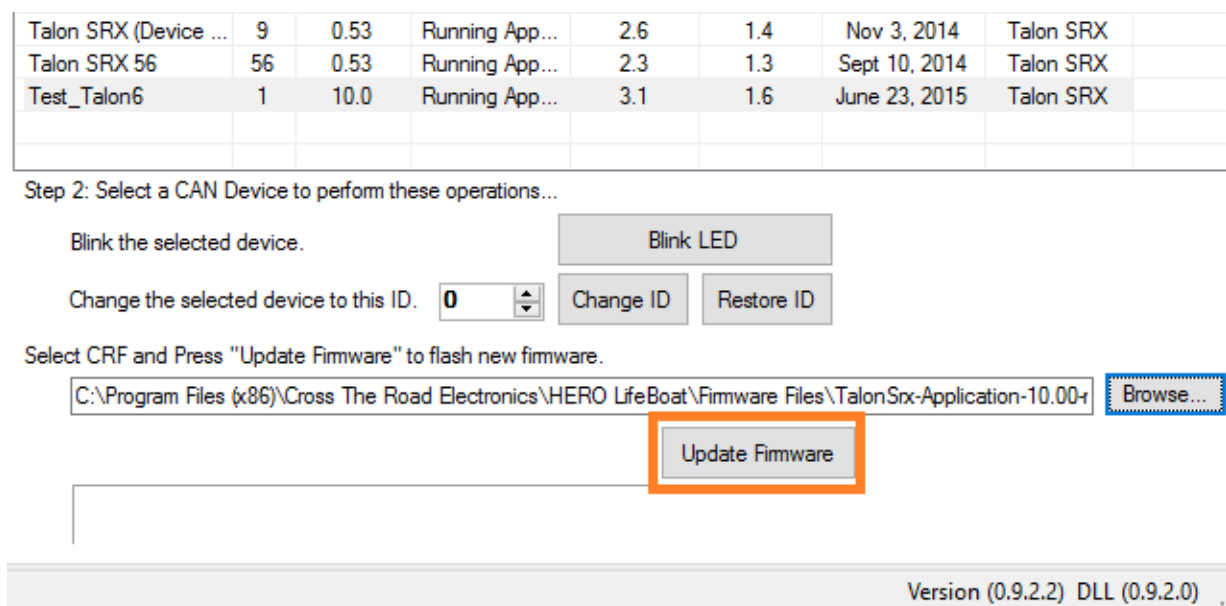 Talon SRX (Device ... 9 0.53 Running App... 2.6 1.4 Nov 3, 2014 Talon SRX
Talon SRX 56 56 0.53 Running App... 2.3 1.3 Sept 10, 2014 Talon SRX
Test_Talon6 1 10.0 Running App... 3.1 1.6 June 23, 2015 Talon SRX
Step 2: Select a CAN Device to perform these operations...
Blink the selected device. Blink LED
Change the selected device to this ID. 0 Change ID Restore ID
Select CRF and Press "Update Firmware" to flash new firmware.
C:\Program Files (x86)\Cross The Road Electronics\HERO LifeBoat\Firmware Files\TalonSrx-Application-10.00- Browse...
Update Firmware
Version (0.9.2.2) DLL (0.9.2.0)